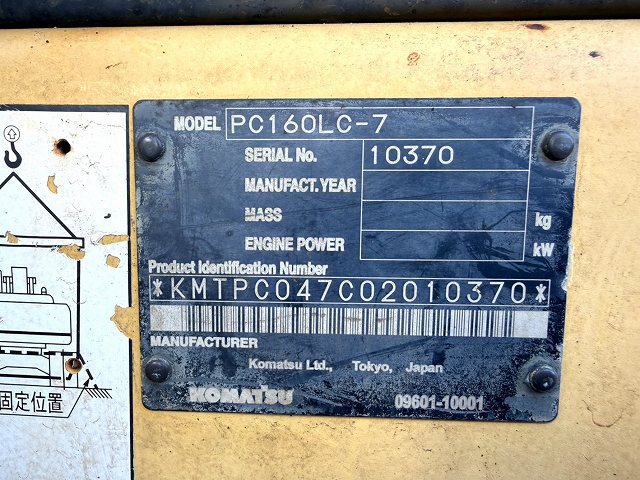 MODEL PC160LC-7
SERIAL No. 10370
MANUFACT.YEAR
MASS kg
ENGINE POWER kW
Product Identification Number
*KMTPC047C02010370*
MANUFACTURER
Komatsu Ltd., Tokyo, Japan
KOMATSU 09601-10001
固定位置